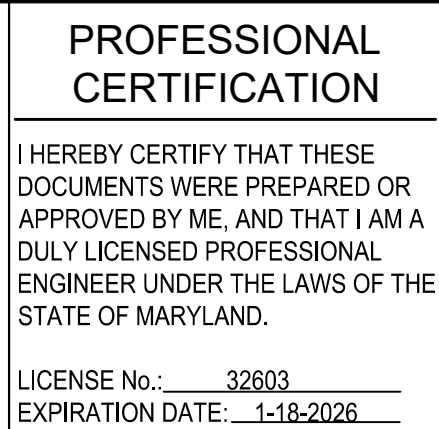 PROFESSIONAL
CERTIFICATION
I HEREBY CERTIFY THAT THESE
DOCUMENTS WERE PREPARED OR
APPROVED BY ME, AND THAT I AM A
DULY LICENSED PROFESSIONAL
ENGINEER UNDER THE LAWS OF THE
STATE OF MARYLAND.
LICENSE No.: 32603
EXPIRATION DATE: 1-18-2026